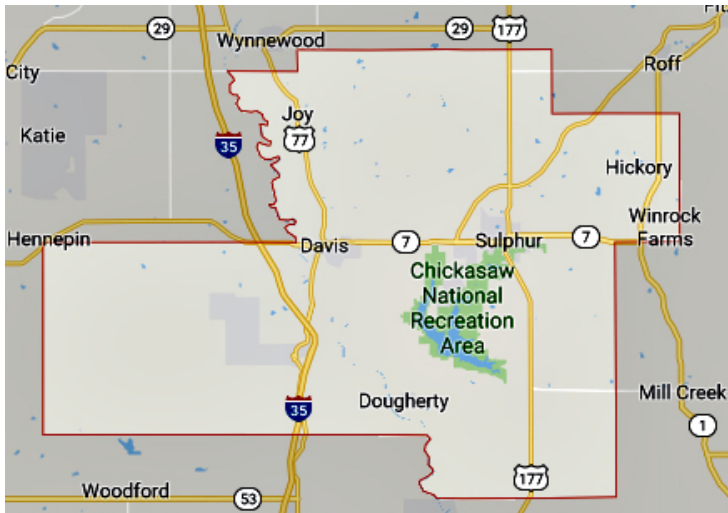 29
177
29
Wynnewood
Roff
City
Joy
77
35
Katie
Hickory
Winrock
Farms
Hennepin
Davis
7
Sulphur
7
Chickasaw
National
Recreation
Area
Dougherty
35
Mill Creek
1
177
Woodford
53